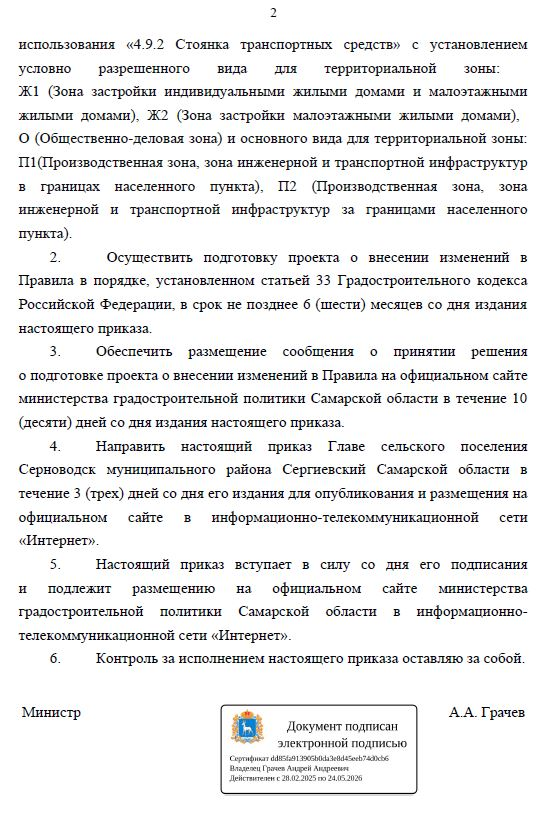 2
использования «4.9.2 Стоянка транспортных средств» с установлением
условно разрешенного вида для территориальной зоны:
Ж1 (Зона застройки индивидуальными жилыми домами и малоэтажными
жилыми домами), Ж2 (Зона застройки малоэтажными жилыми домами),
О (Общественно-деловая зона) и основного вида для территориальной зоны:
П1(Производственная зона, зона инженерной и транспортной инфраструктур
в границах населенного пункта), П2 (Производственная зона, зона
инженерной и транспортной инфраструктур за границами населенного
пункта).
2. Осуществить подготовку проекта о внесении изменений в
Правила в порядке, установленном статьей 33 Градостроительного кодекса
Российской Федерации, в срок не позднее 6 (шести) месяцев со дня издания
настоящего приказа.
3. Обеспечить размещение сообщения о принятии решения
о подготовке проекта о внесении изменений в Правила на официальном сайте
министерства градостроительной политики Самарской области в течение 10
(десяти) дней со дня издания настоящего приказа.
4. Направить настоящий приказ Главе сельского поселения
Серноводск муниципального района Сергиевский Самарской области в
течение 3 (трех) дней со дня его издания для опубликования и размещения на
официальном сайте в информационно-телекоммуникационной сети
«Интернет».
5. Настоящий приказ вступает в силу со дня его подписания
и подлежит размещению на официальном сайте министерства
градостроительной политики Самарской области в информационно-
телекоммуникационной сети «Интернет».
6. Контроль за исполнением настоящего приказа оставляю за собой.
Министр А.А. Грачев
Документ подписан
электронной подписью
Сертификат dd85fa913905b0da3e8d45eeb74d0cb6
Владелец Грачев Андрей Андреевич
Действителен с 28.02.2025 по 24.05.2026